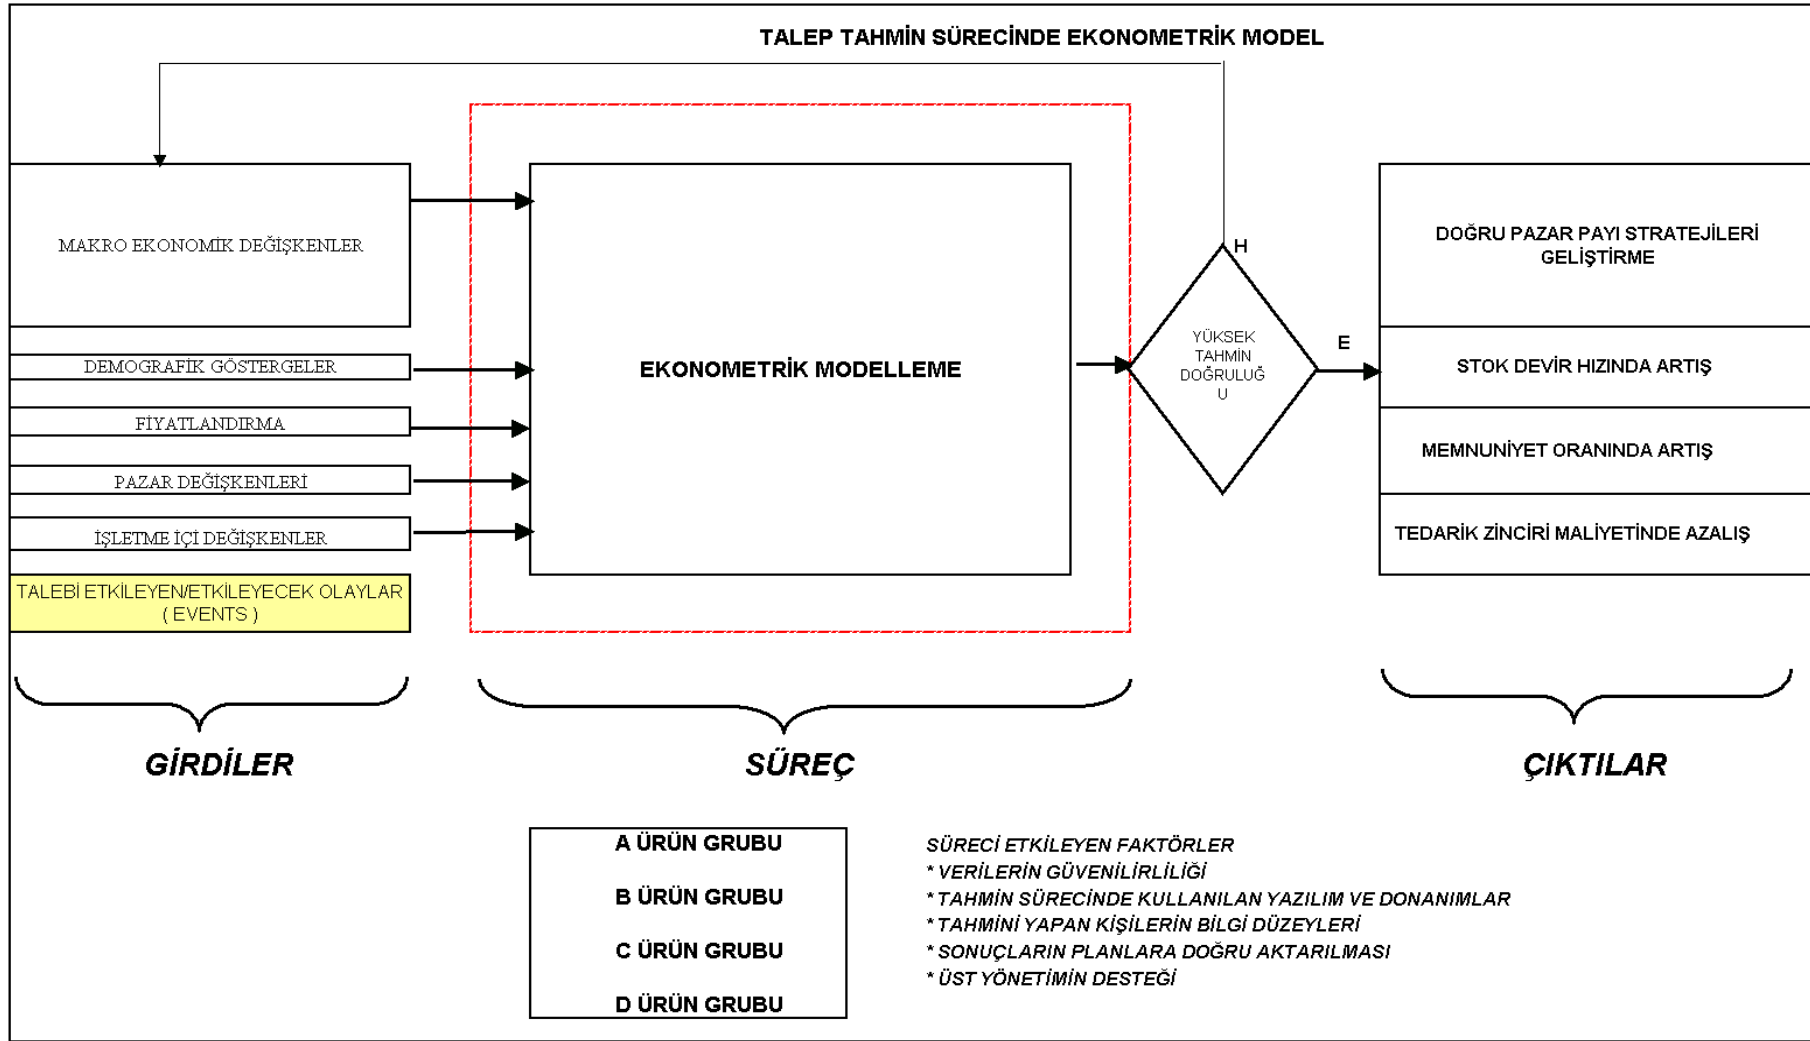 TALEP TAHMİN SÜRECİNDE EKONOMETRİK MODEL
MAKRO EKONOMİK DEĞİŞKENLER
DEMOGRAFİK GÖSTERGELER
FİYATLANDIRMA
PAZAR DEĞİŞKENLERİ
İŞLETME İÇİ DEĞİŞKENLER
TALEBİ ETKİLEYEN/ETKİLEYECEK OLAYLAR
( EVENTS )
EKONOMETRİK MODELLEME
H
YÜKSEK
TAHMİN
DOĞRULUĞ
U
E
DOĞRU PAZAR PAYI STRATEJİLERİ
GELİŞTİRME
STOK DEVİR HIZINDA ARTIŞ
MEMNUNİYET ORANINDA ARTIŞ
TEDARİK ZİNCİRİ MALİYETİNDE AZALIŞ
GİRDİLER
SÜREÇ
ÇIKTILAR
A ÜRÜN GRUBU
B ÜRÜN GRUBU
C ÜRÜN GRUBU
D ÜRÜN GRUBU
SÜRECİ ETKİLEYEN FAKTÖRLER
* VERİLERİN GÜVENİLİRLİLİĞİ
* TAHMİN SÜRECİNDE KULLANILAN YAZILIM VE DONANIMLAR
* TAHMİNİ YAPAN KİŞİLERİN BİLGİ DÜZEYLERİ
* SONUÇLARIN PLANLARA DOĞRU AKTARILMASI
* ÜST YÖNETİMİN DESTEĞİ